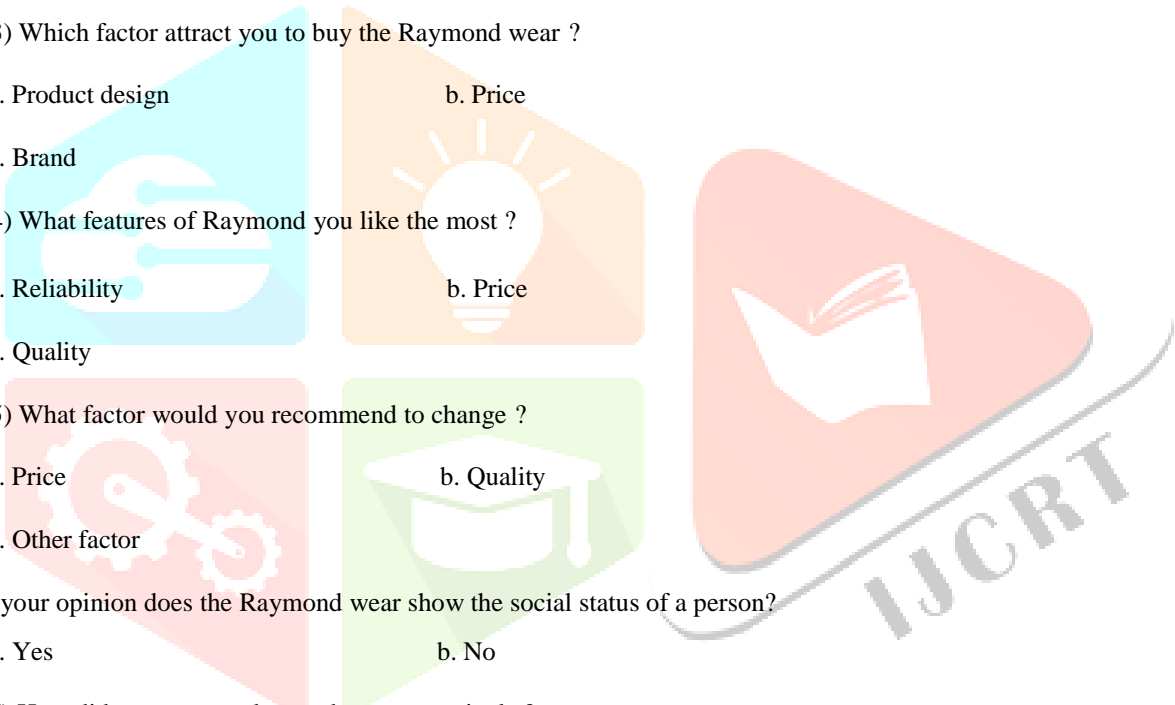 ) Which factor attract you to buy the Raymond wear ?
. Product design b. Price
. Brand
) What features of Raymond you like the most ?
. Reliability b. Price
. Quality
) What factor would you recommend to change ?
. Price b. Quality
. Other factor
your opinion does the Raymond wear show the social status of a person?
. Yes b. No
IJCRT